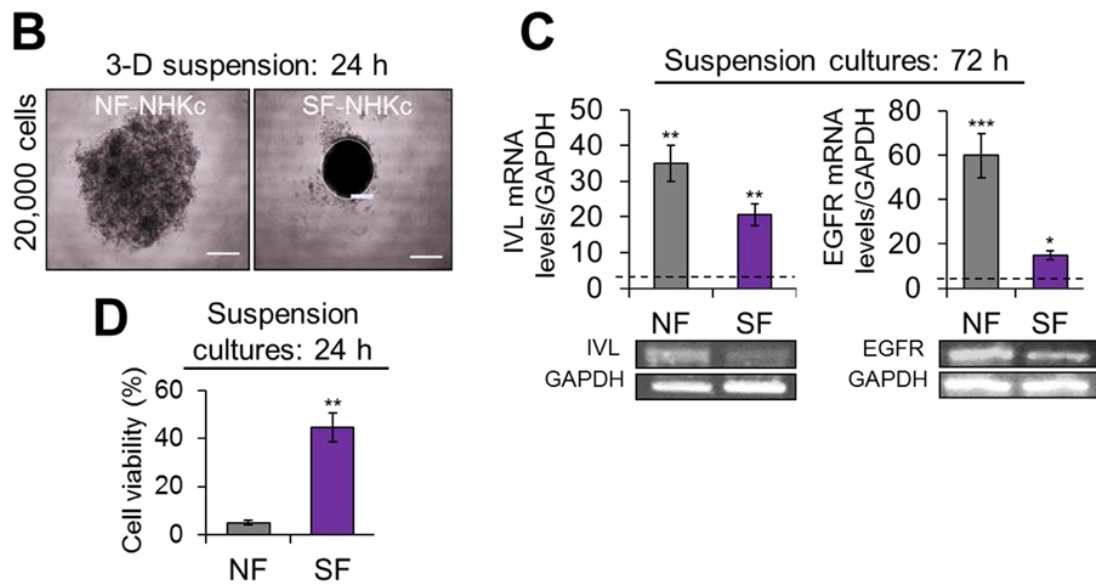 B
3-D suspension: 24 h
20,000 cells
NF-NHKc
SF-NHKc
C
Suspension cultures: 72 h
IVL mRNA
levels/GAPDH
50
40
30
20
10
0
**
**
NF
SF
IVL
GAPDH
EGFR mRNA
levels/GAPDH
80
60
40
20
0
***
*
NF
SF
EGFR
GAPDH
D
Suspension
cultures: 24 h
Cell viability (%)
60
40
20
0
**
NF
SF